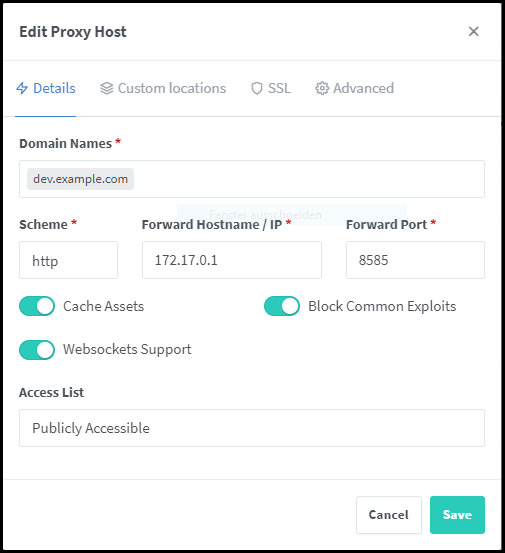 Edit Proxy Host
Details Custom locations SSL Advanced
Domain Names *
dev.example.com
Fenster ausschneiden
Scheme * Forward Hostname / IP * Forward Port *
http 172.17.0.1 8585
Cache Assets Block Common Exploits
Websockets Support
Access List
Publicly Accessible
Cancel Save